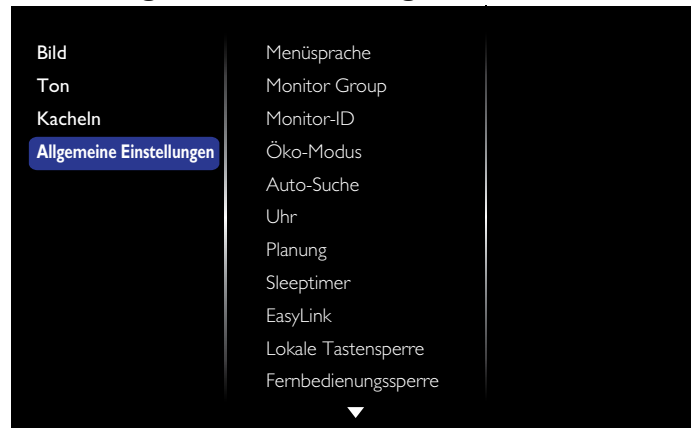 Bild
Ton
Kacheln
Allgemeine Einstellungen
Menüsprache
Monitor Group
Monitor-ID
Öko-Modus
Auto-Suche
Uhr
Planung
Sleeptimer
EasyLink
Lokale Tastensperre
Fernbedienungssperre